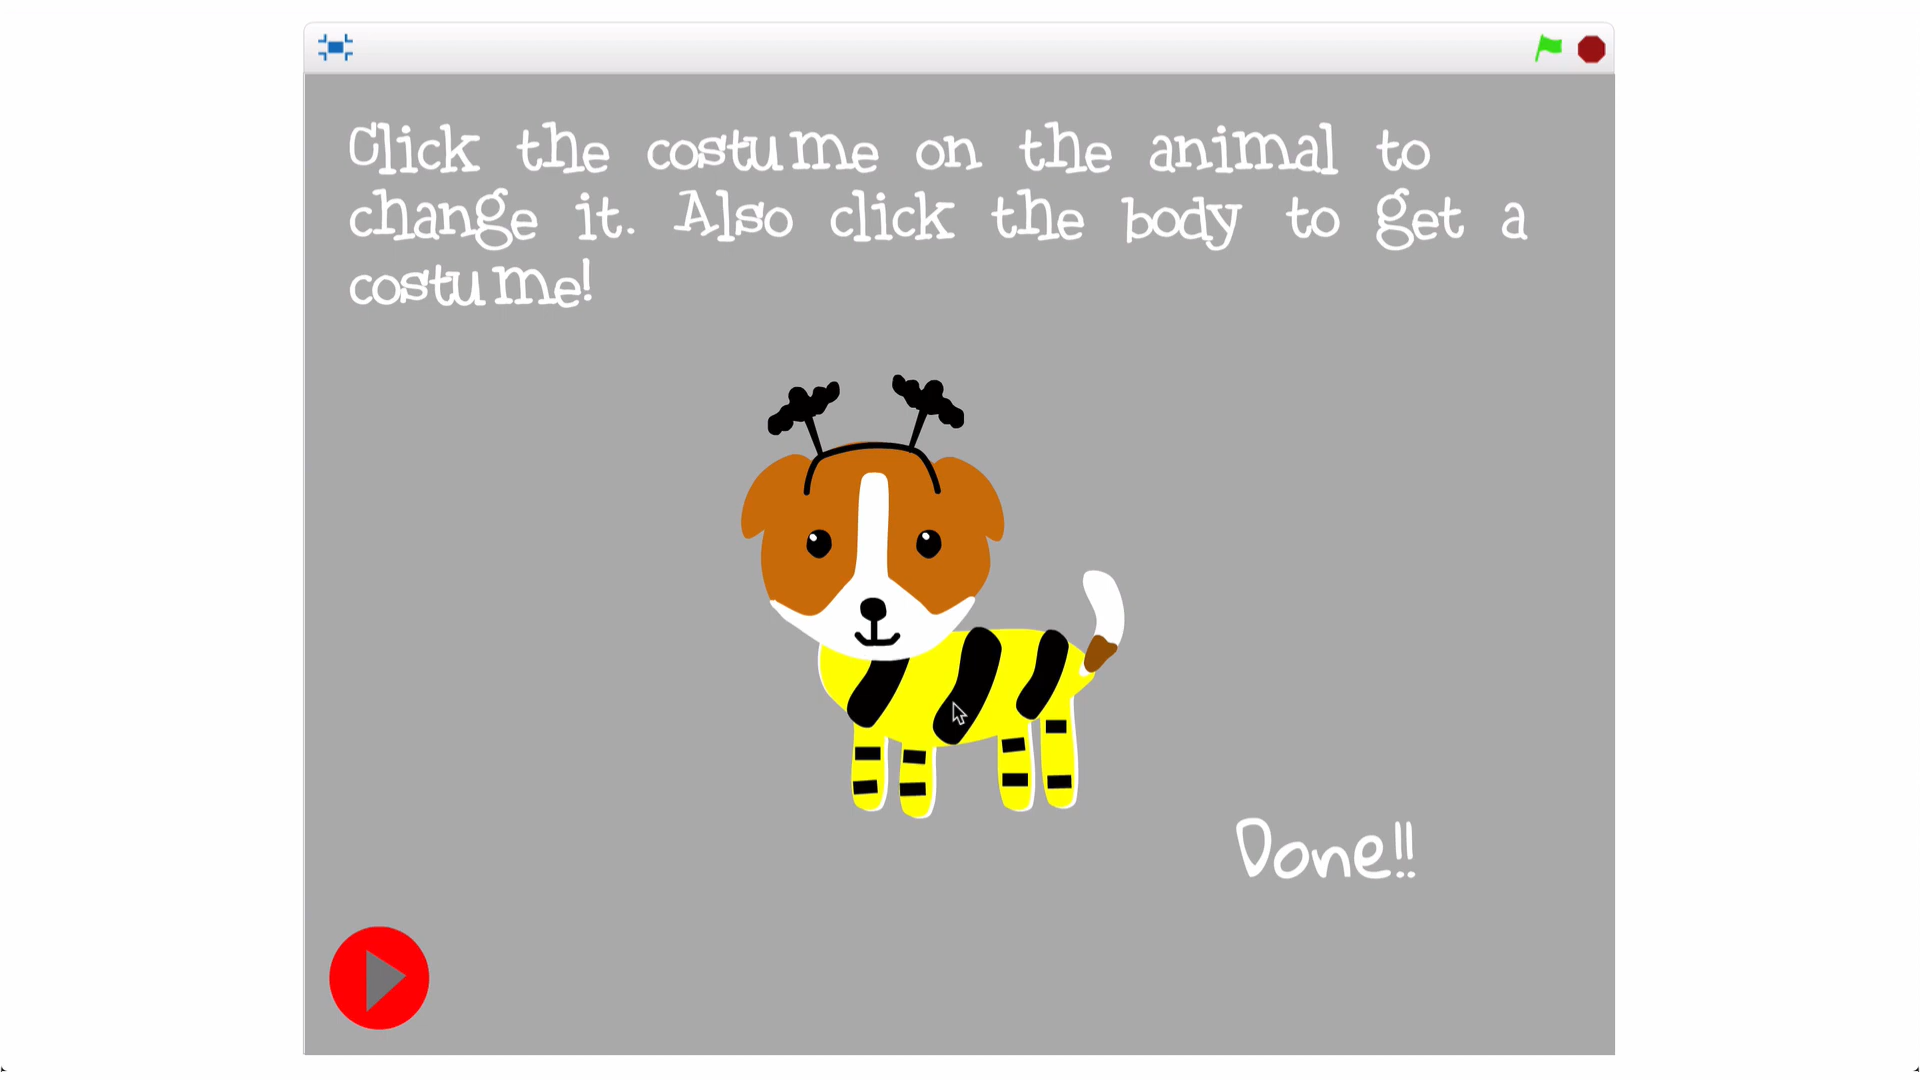 Click the costume on the animal to
change it. Also click the body to get a
costume!
Done!!